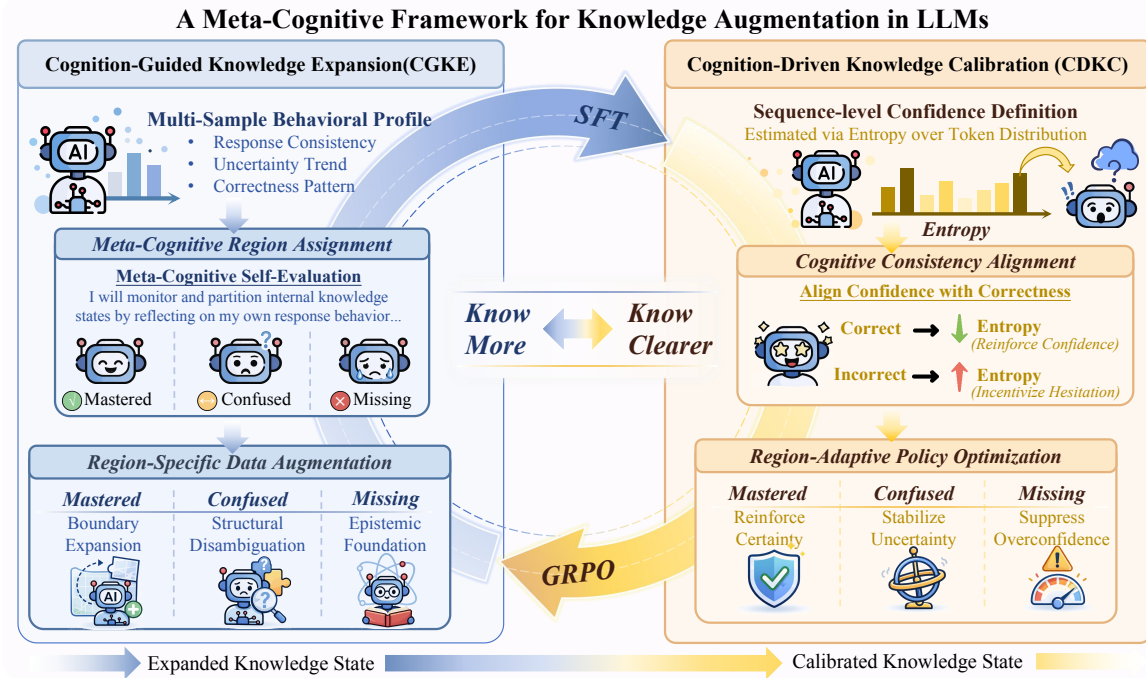 A Meta-Cognitive Framework for Knowledge Augmentation in LLMs
Cognition-Guided Knowledge Expansion(CGKE)
AI
Multi-Sample Behavioral Profile
• Response Consistency
• Uncertainty Trend
• Correctness Pattern
Meta-Cognitive Region Assignment
Meta-Cognitive Self-Evaluation
I will monitor and partition internal knowledge
states by reflecting on my own response behavior...
?
√ Mastered
Confused
Missing
Region-Specific Data Augmentation
Mastered Confused Missing
Boundary
Expansion
Structural
Disambiguation
Epistemic
Foundation
AI
?
?
SFT
Know
More
Know
Clearer
GRPO
Cognition-Driven Knowledge Calibration (CDKC)
Sequence-level Confidence Definition
Estimated via Entropy over Token Distribution
AI
?
!!
Entropy
Cognitive Consistency Alignment
Align Confidence with Correctness
Correct Entropy
(Reinforce Confidence)
Incorrect Entropy
(Incentivize Hesitation)
Region-Adaptive Policy Optimization
Mastered Confused Missing
Reinforce
Certainty
Stabilize
Uncertainty
Suppress
Overconfidence
!
Expanded Knowledge State
Calibrated Knowledge State